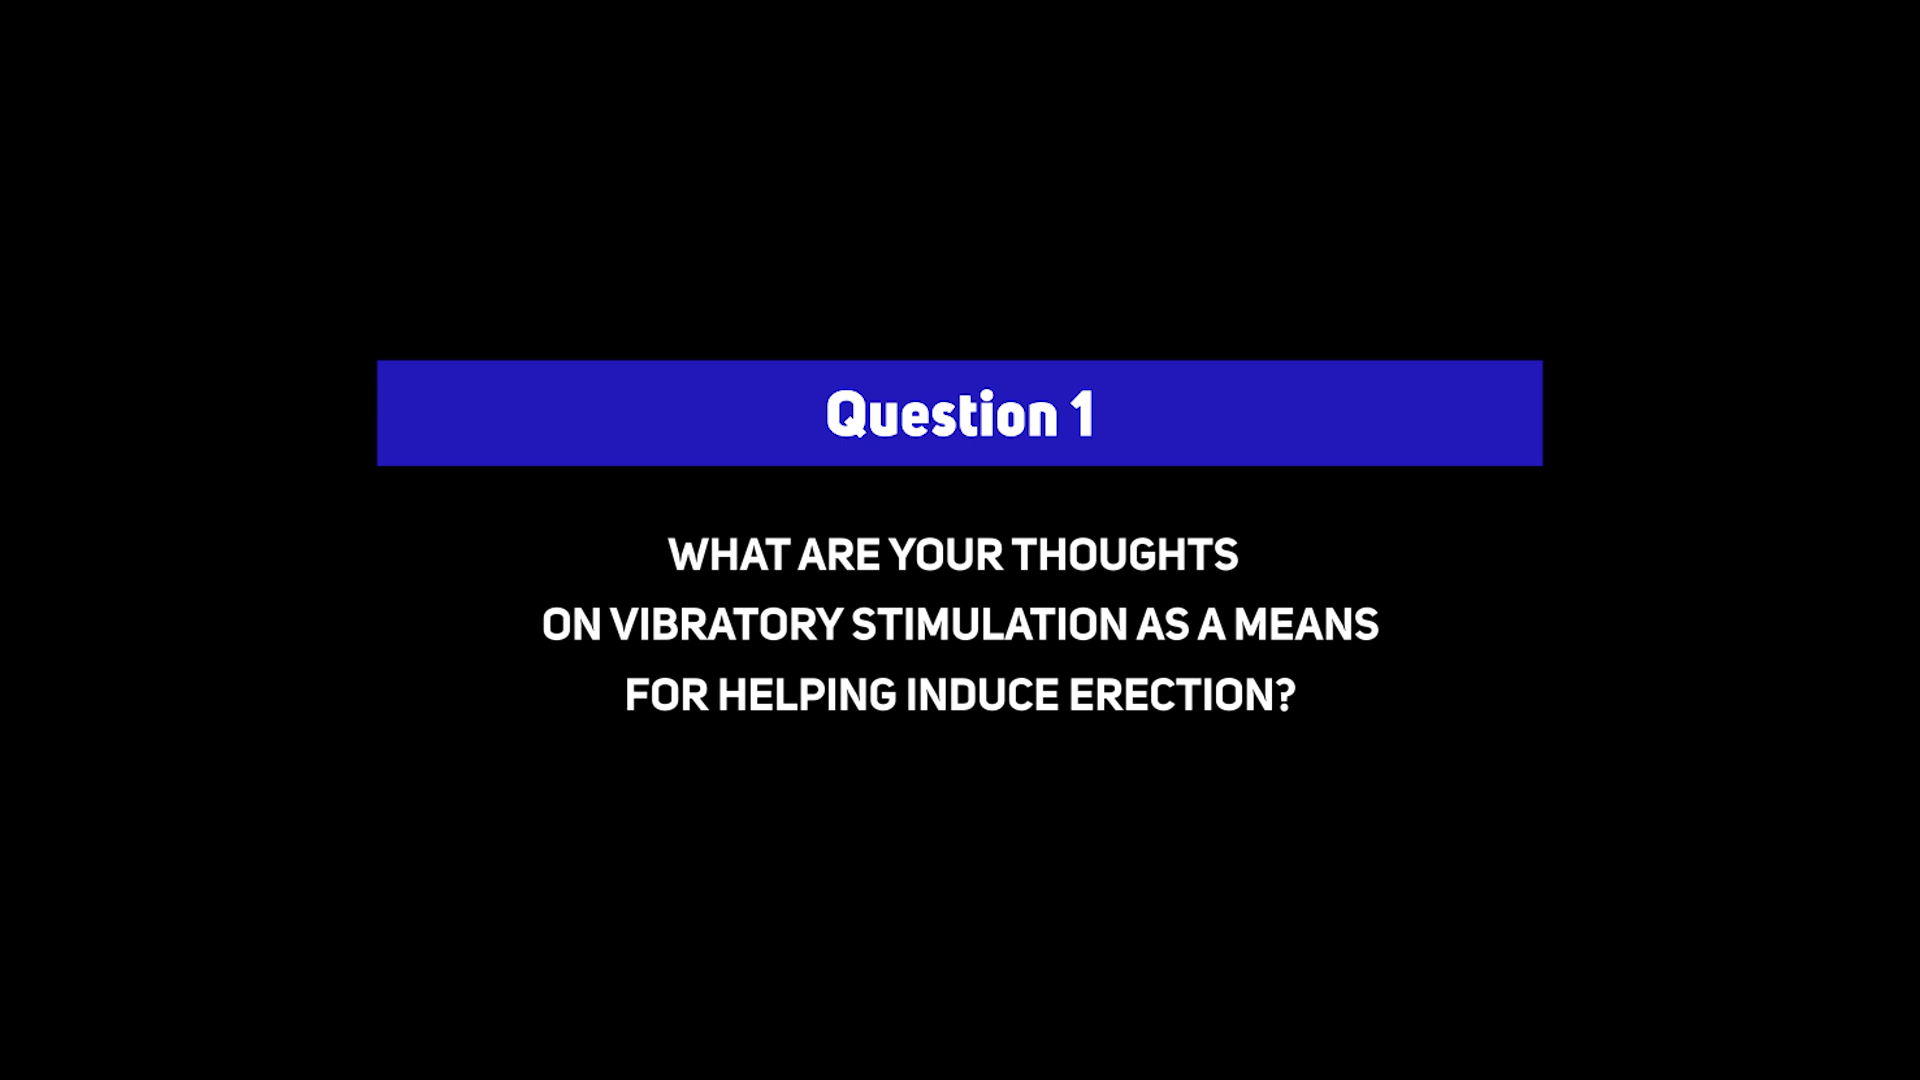 Question 1
WHAT ARE YOUR THOUGHTS
ON VIBRATORY STIMULATION AS A MEANS
FOR HELPING INDUCE ERECTION?